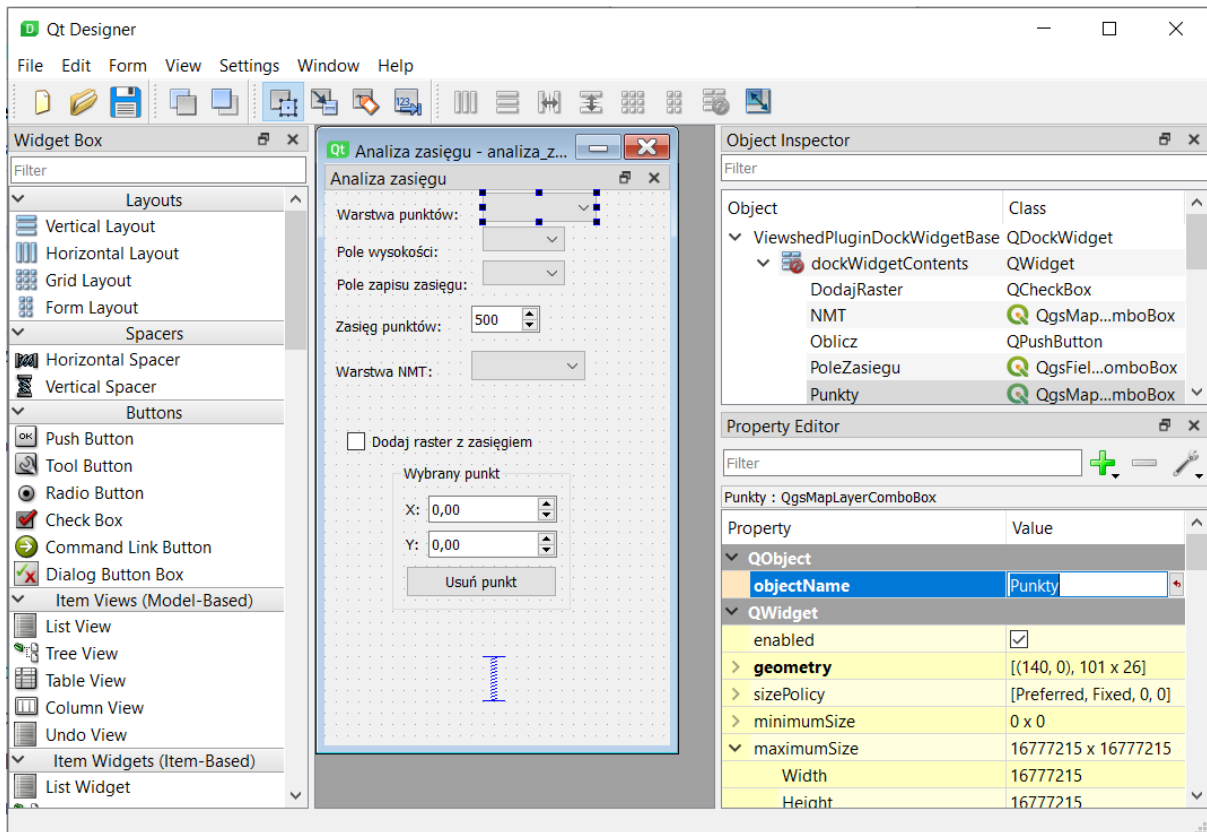 Qt Designer
File Edit Form View Settings Window Help
Widget Box
Filter
Layouts
Vertical Layout
Horizontal Layout
Grid Layout
Form Layout
Spacers
Horizontal Spacer
Vertical Spacer
Buttons
Push Button
Tool Button
Radio Button
Check Box
Command Link Button
Dialog Button Box
Item Views (Model-Based)
List View
Tree View
Table View
Column View
Undo View
Item Widgets (Item-Based)
List Widget
Analiza zasięgu - analiza_z...
Analiza zasięgu
Warstwa punktów:
Pole wysokości:
Pole zapisu zasięgu:
Zasięg punktów: 500
Warstwa NMT:
Dodaj raster z zasięgiem
Wybrany punkt
X: 0,00
Y: 0,00
Usuń punkt
Object Inspector
Filter
Object Class
ViewshedPluginDockWidgetBase QDockWidget
dockWidgetContents QWidget
DodajRaster QCheckBox
NMT QgsMap...mboBox
Oblicz QPushButton
PoleZasiegu QgsFiel...omboBox
Punkty QgsMap...mboBox
Property Editor
Filter
Punkty : QgsMapLayerComboBox
Property Value
QObject
objectName Punkty
QWidget
enabled
geometry [(140, 0), 101 x 26]
sizePolicy [Preferred, Fixed, 0, 0]
minimumSize 0 x 0
maximumSize 16777215 x 16777215
Width 16777215
Height 16777215